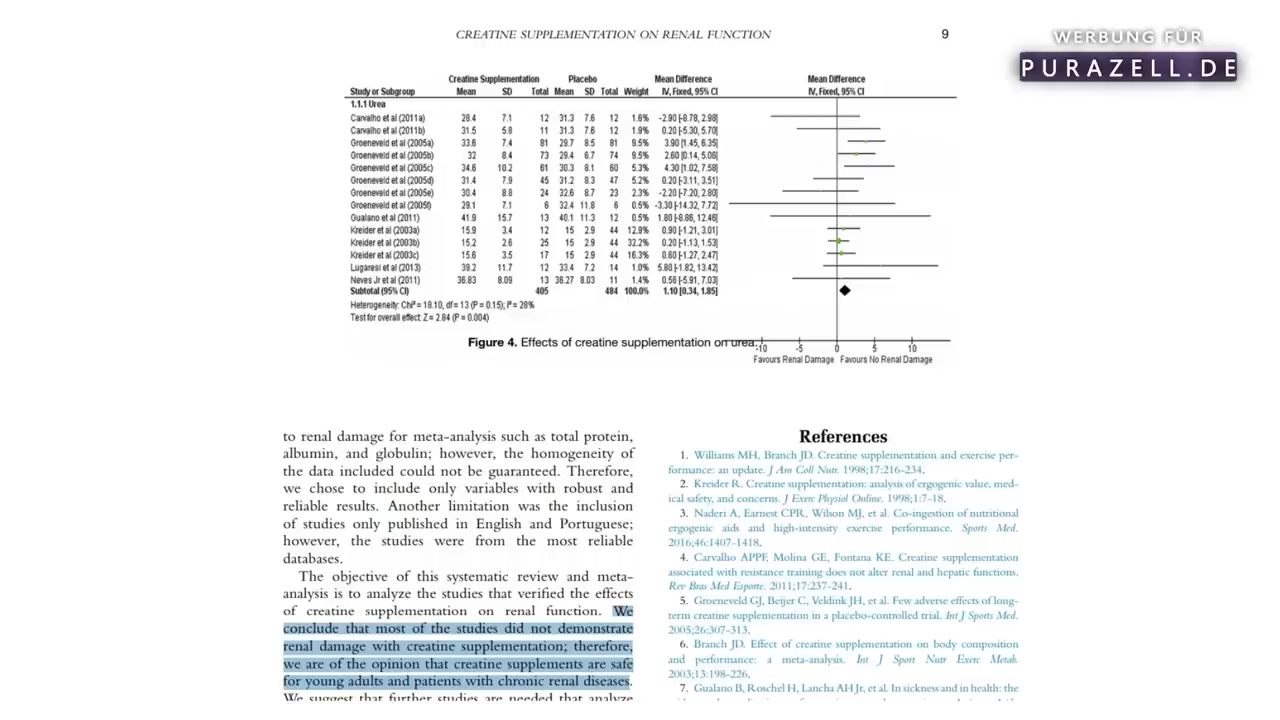 CREATINE SUPPLEMENTATION ON RENAL FUNCTION 9
WERBUNG FÜR
PURAZELL.DE
Creatine Supplementation Placebo Mean Difference Mean Difference
Study or Subgroup Mean SD Total Mean SD Total Weight IV, Fixed, 95% CI IV, Fixed, 95% CI
1.1.1 Urea
Carvalho et al (2011a) 28.4 7.1 12 31.3 7.6 12 1.6% -2.90 [-8.78, 2.98]
Carvalho et al (2011b) 31.5 5.8 11 31.3 7.6 12 1.9% 0.20 [-5.30, 5.70]
Groeneveld et al (2005a) 33.6 7.4 81 29.7 8.5 81 9.5% 3.90 [1.45, 6.35]
Groeneveld et al (2005b) 32 8.4 73 29.4 6.7 74 9.5% 2.60 [0.14, 5.06]
Groeneveld et al (2005c) 34.6 10.2 61 30.3 8.1 60 5.3% 4.30 [1.02, 7.58]
Groeneveld et al (2005d) 31.4 7.9 45 31.2 8.3 47 5.2% 0.20 [-3.11, 3.51]
Groeneveld et al (2005e) 30.4 8.8 24 32.6 8.7 23 2.3% -2.20 [-7.20, 2.80]
Groeneveld et al (2005f) 29.1 7.1 6 32.4 11.8 6 0.5% -3.30 [-14.32, 7.72]
Gualano et al (2011) 41.9 15.7 13 40.1 11.3 12 0.5% 1.80 [-8.86, 12.46]
Kreider et al (2003a) 15.9 3.4 12 15 2.9 44 12.8% 0.90 [-1.21, 3.01]
Kreider et al (2003b) 15.2 2.6 25 15 2.9 44 32.2% 0.20 [-1.13, 1.53]
Kreider et al (2003c) 15.6 3.5 17 15 2.9 44 16.3% 0.60 [-1.27, 2.47]
Lugaresi et al (2013) 39.2 11.7 12 33.4 7.2 14 1.0% 5.80 [-1.82, 13.42]
Neves Jr et al (2011) 36.83 8.09 13 36.27 8.03 11 1.4% 0.56 [-5.91, 7.03]
Subtotal (95% CI) 405 484 100.0% 1.10 [0.34, 1.85]
Heterogeneity: Chi² = 18.10, df = 13 (P = 0.15); I² = 28%
Test for overall effect: Z = 2.84 (P = 0.004)
Figure 4. Effects of creatine supplementation on urea.
-10 -5 0 5 10
Favours Renal Damage Favours No Renal Damage
to renal damage for meta-analysis such as total protein,
albumin, and globulin; however, the homogeneity of
the data included could not be guaranteed. Therefore,
we chose to include only variables with robust and
reliable results. Another limitation was the inclusion
of studies only published in English and Portuguese;
however, the studies were from the most reliable
databases.
The objective of this systematic review and meta-
analysis is to analyze the studies that verified the effects
of creatine supplementation on renal function. We
conclude that most of the studies did not demonstrate
renal damage with creatine supplementation; therefore,
we are of the opinion that creatine supplements are safe
for young adults and patients with chronic renal diseases.
We suggest that further studies are needed that analyze
References
1. Williams MH, Branch JD. Creatine supplementation and exercise per-
formance: an update. J Am Coll Nutr. 1998;17:216-234.
2. Kreider R. Creatine supplementation: analysis of ergogenic value, med-
ical safety, and concerns. J Exerc Physiol Online. 1998;1:7-18.
3. Naderi A, Earnest CPR, Wilson MJ, et al. Co-ingestion of nutritional
ergogenic aids and high-intensity exercise performance. Sports Med.
2016;46:1407-1418.
4. Carvalho APPF, Molina GE, Fontana KE. Creatine supplementation
associated with resistance training does not alter renal and hepatic functions.
Rev Bras Med Esporte. 2011;17:237-241.
5. Groeneveld GJ, Beijer C, Veldink JH, et al. Few adverse effects of long-
term creatine supplementation in a placebo-controlled trial. Int J Sports Med.
2005;26:307-313.
6. Branch JD. Effect of creatine supplementation on body composition
and performance: a meta-analysis. Int J Sport Nutr Exerc Metab.
2003;13:198-226.
7. Gualano B, Roschel H, Lancha AH Jr, et al. In sickness and in health: the